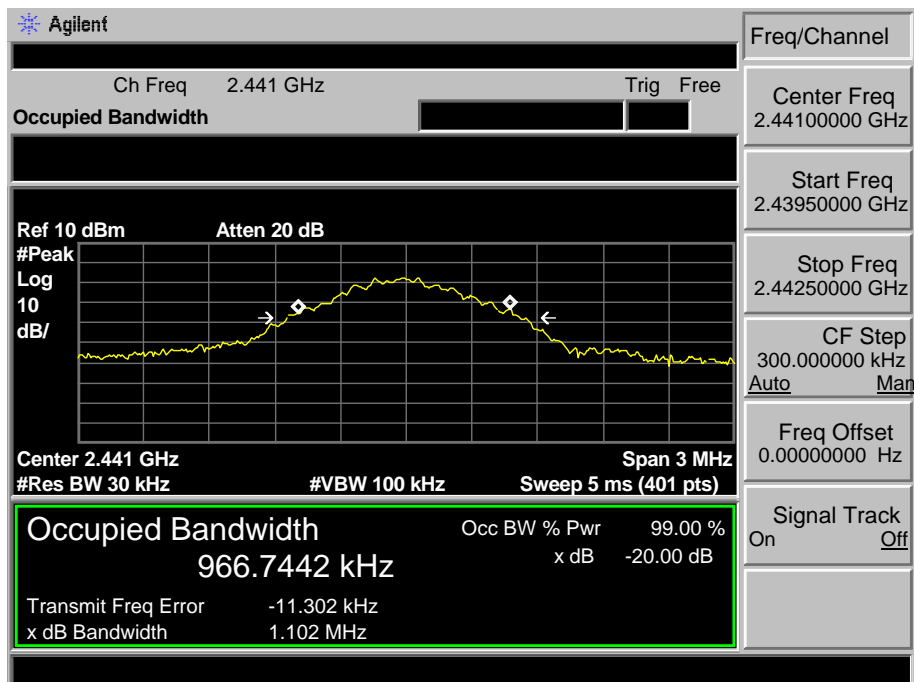 Agilent
Freq/Channel
Ch Freq 2.441 GHz Trig Free
Occupied Bandwidth
Center Freq
2.44100000 GHz
Start Freq
2.43950000 GHz
Ref 10 dBm Atten 20 dB
#Peak
Log
10
dB/
Stop Freq
2.44250000 GHz
CF Step
300.000000 kHz
Auto Man
Center 2.441 GHz Span 3 MHz
#Res BW 30 kHz #VBW 100 kHz Sweep 5 ms (401 pts)
Freq Offset
0.00000000 Hz
Occupied Bandwidth
966.7442 kHz
Occ BW % Pwr 99.00 %
x dB -20.00 dB
Signal Track
On Off
Transmit Freq Error -11.302 kHz
x dB Bandwidth 1.102 MHz